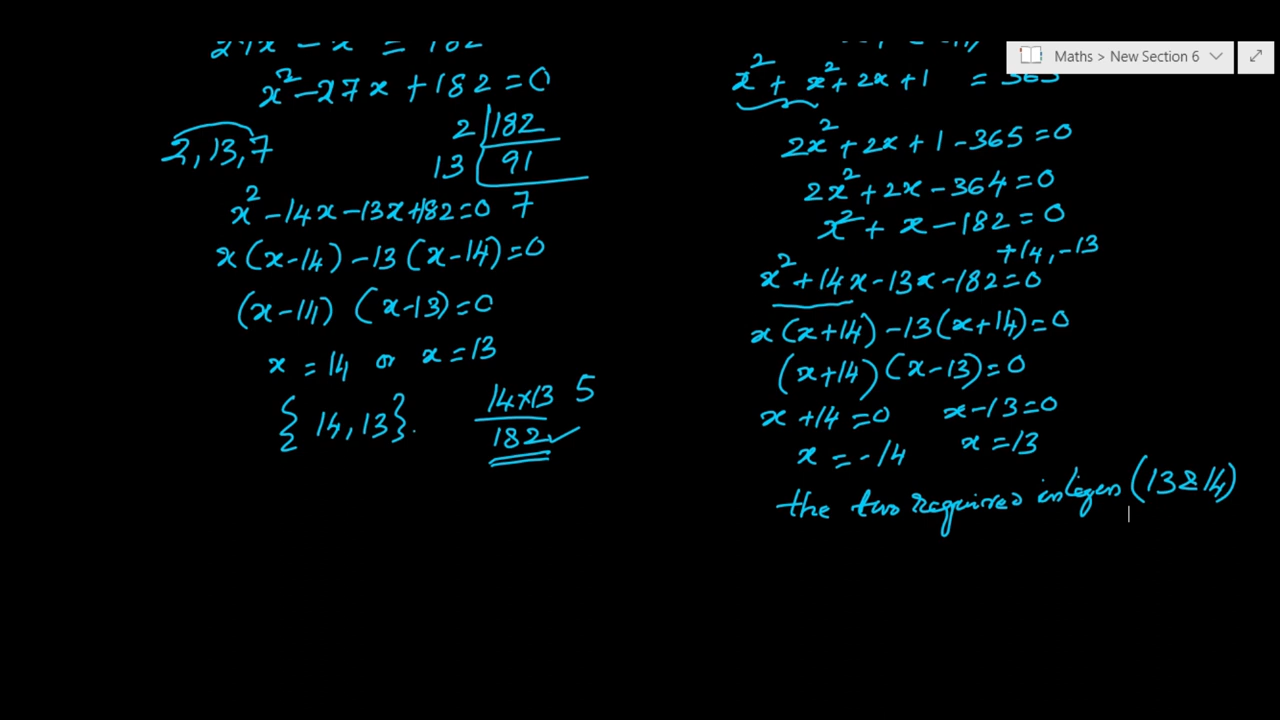 27x - x² = 182
x² - 27x + 182 = 0
2, 13, 7
2 | 182
13 | 91
7
x² - 14x - 13x + 182 = 0
x (x - 14) - 13 (x - 14) = 0
(x - 14) (x - 13) = 0
x = 14 or x = 13
{ 14, 13 }.
14 x 13 5
182 ✓
Maths > New Section 6
x² + x² + 2x + 1 = 365
2x² + 2x + 1 - 365 = 0
2x² + 2x - 364 = 0
x² + x - 182 = 0
+14, -13
x² + 14x - 13x - 182 = 0
x (x + 14) - 13 (x + 14) = 0
(x + 14) (x - 13) = 0
x + 14 = 0 x - 13 = 0
x = -14 x = 13
the two required integers (13 & 14)